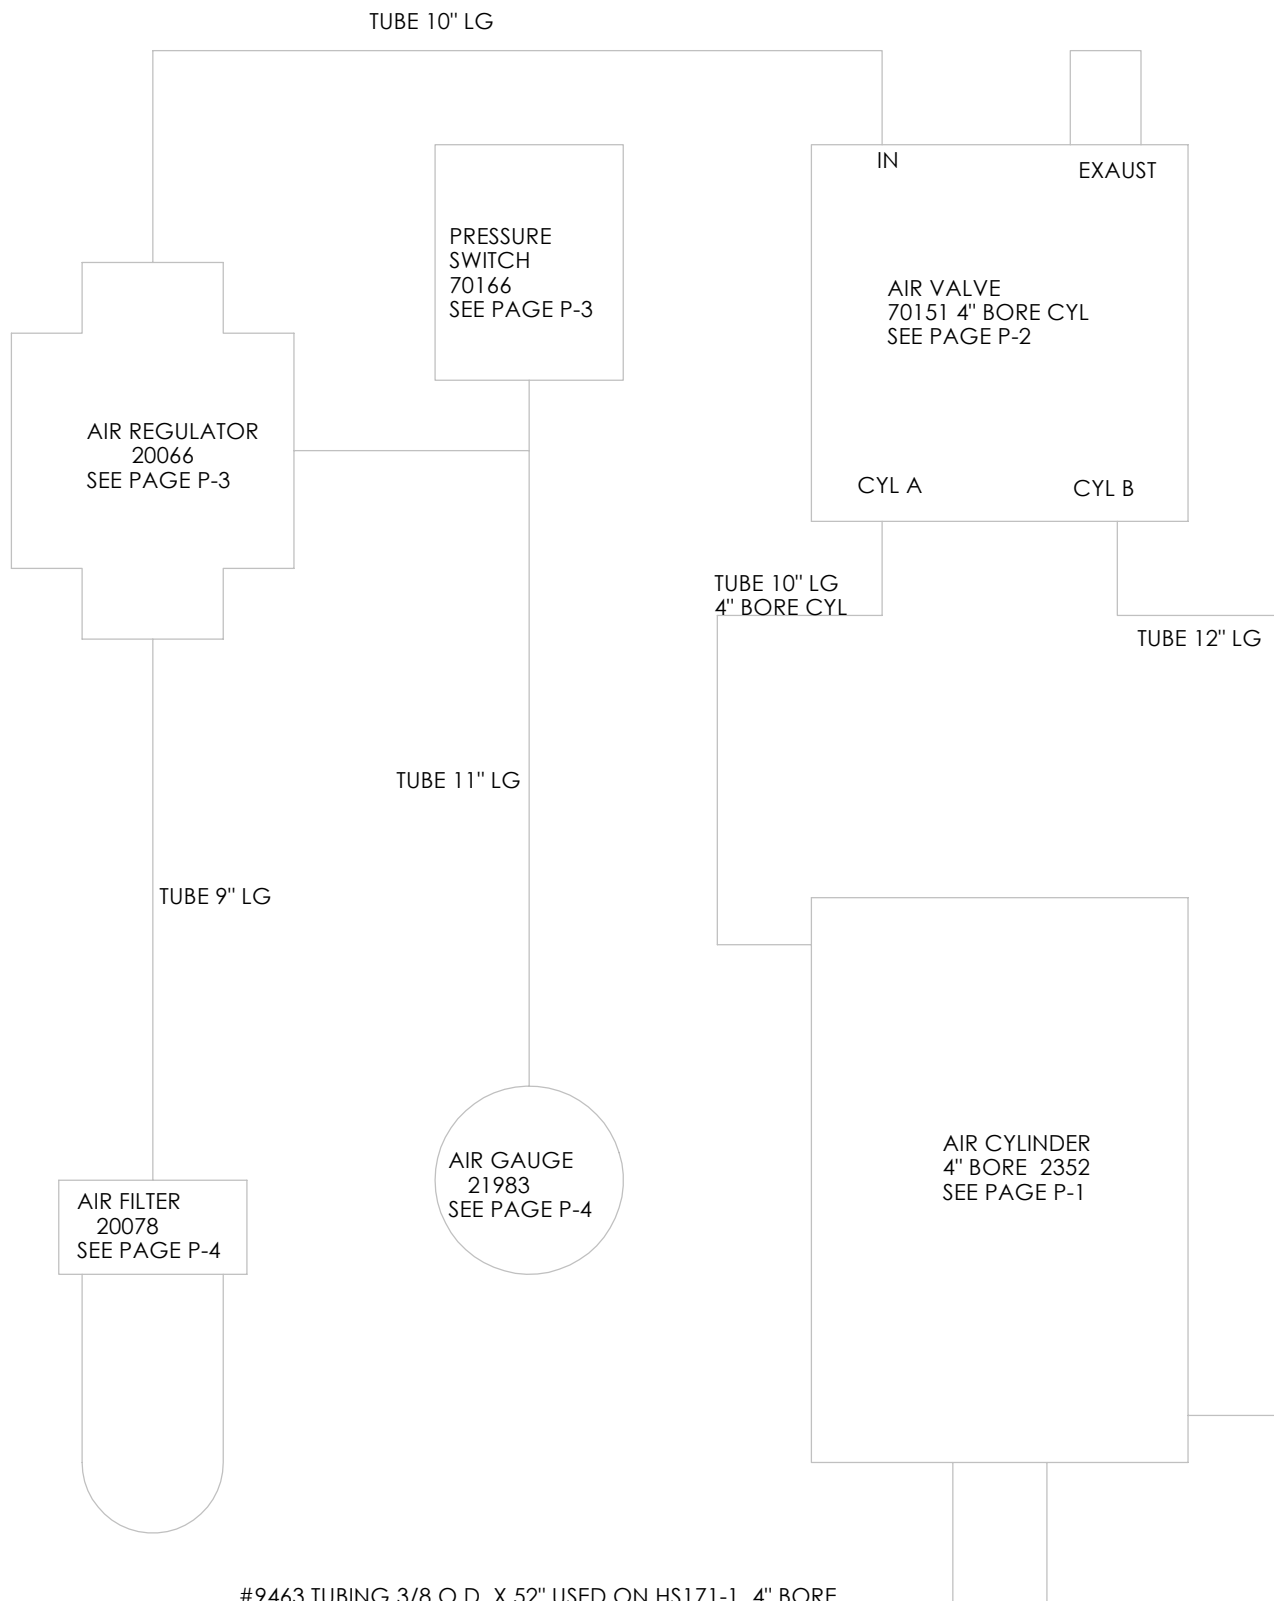 TUBE 10" LG
IN
EXAUST
PRESSURE
SWITCH
70166
SEE PAGE P-3
AIR VALVE
70151 4" BORE CYL
SEE PAGE P-2
AIR REGULATOR
20066
SEE PAGE P-3
CYL A
CYL B
TUBE 10" LG
4" BORE CYL
TUBE 12" LG
TUBE 11" LG
TUBE 9" LG
AIR CYLINDER
4" BORE 2352
SEE PAGE P-1
AIR GAUGE
21983
SEE PAGE P-4
AIR FILTER
20078
SEE PAGE P-4
#9463 TUBING 3/8 O.D. X 52" USED ON HS171-1 4" BORE